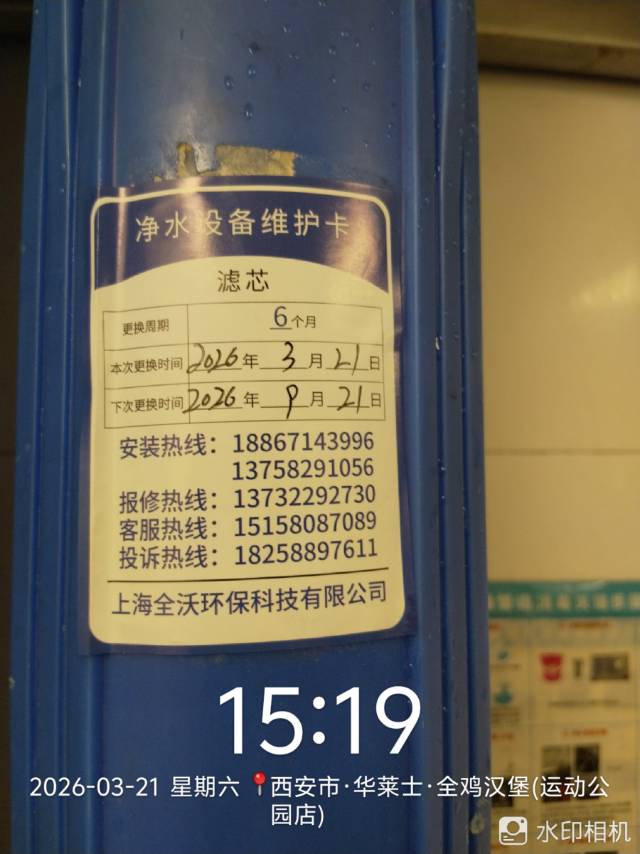 净水设备维护卡
滤芯
更换周期 6个月
本次更换时间 2026年 3月 21日
下次更换时间 2026年 9月 21日
安装热线：18867143996
13758291056
报修热线：13732292730
客服热线：15158087089
投诉热线：18258897611
上海全沃环保科技有限公司
15:19
2026-03-21 星期六 📍西安市·华莱士·全鸡汉堡(运动公
园店)
水印相机